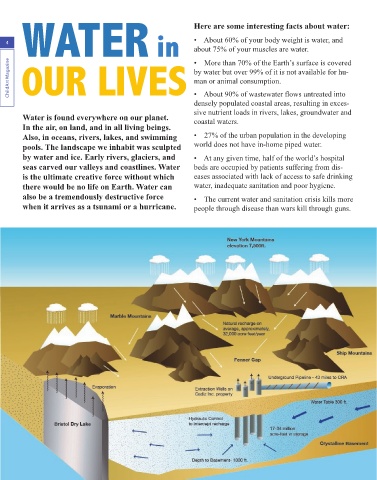 4
ChildArt Magazine
WATER in
OUR LIVES
Water is found everywhere on our planet.
In the air, on land, and in all living beings.
Also, in oceans, rivers, lakes, and swimming
pools. The landscape we inhabit was sculpted
by water and ice. Early rivers, glaciers, and
seas carved our valleys and coastlines. Water
is the ultimate creative force without which
there would be no life on Earth. Water can
also be a tremendously destructive force
when it arrives as a tsunami or a hurricane.
Here are some interesting facts about water:
• About 60% of your body weight is water, and
about 75% of your muscles are water.
• More than 70% of the Earth's surface is covered
by water but over 99% of it is not available for hu-
man or animal consumption.
• About 90% of wastewater flows untreated into
densely populated coastal areas, resulting in exces-
sive nutrient loads in rivers, lakes, groundwater and
coastal waters.
• 27% of the urban population in the developing
world does not have in-home piped water.
• At any given time, half of the world's hospital
beds are occupied by patients suffering from dis-
eases associated with lack of access to safe drinking
water, inadequate sanitation and poor hygiene.
• The current water and sanitation crisis kills more
people through disease than wars kill through guns.
New York Mountains
elevation 7,000ft.
Marble Mountains
Natural recharge on
average, approximately,
32,000 acre-feet/year
Ship Mountains
Fenner Gap
Underground Pipeline - 43 miles to CRA
Evaporation
Extraction Wells on
Cadiz Inc. property
Water Table 300 ft.
Bristol Dry Lake
Hydraulic Control
to intercept recharge
17-34 million
acre-feet in storage
Crystalline Basement
Depth to Basement - 1000 ft.